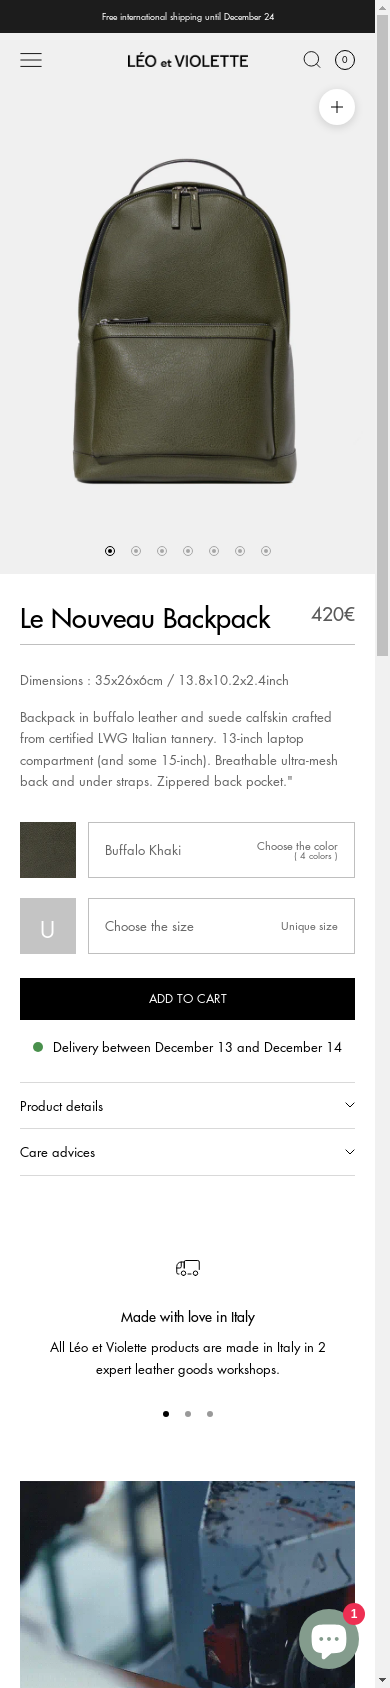 Free international shipping until December 24
LÉO et VIOLETTE
0
Le Nouveau Backpack
420€
Dimensions : 35x26x6cm / 13.8x10.2x2.4inch
Backpack in buffalo leather and suede calfskin crafted
from certified LWG Italian tannery. 13-inch laptop
compartment (and some 15-inch). Breathable ultra-mesh
back and under straps. Zippered back pocket."
Buffalo Khaki
Choose the color
( 4 colors )
U
Choose the size
Unique size
ADD TO CART
Delivery between December 13 and December 14
Product details
Care advices
Made with love in Italy
All Léo et Violette products are made in Italy in 2
expert leather goods workshops.
1